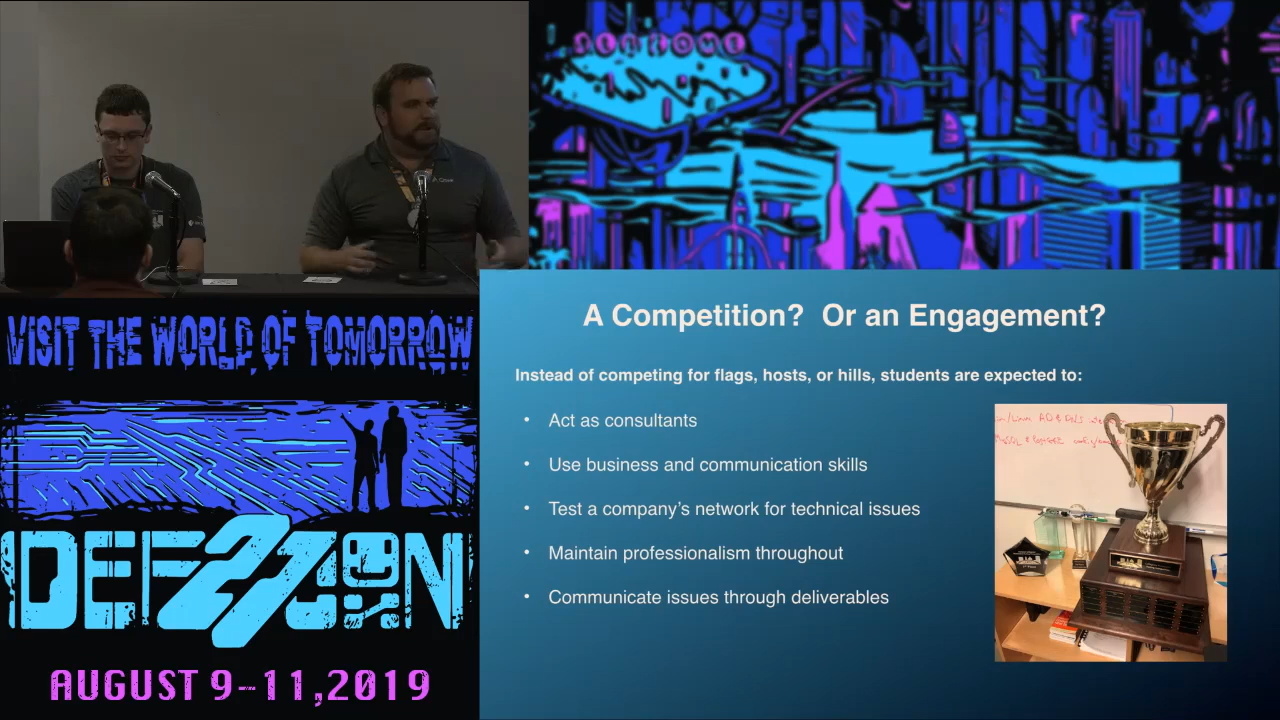 WELCOME
VISIT THE WORLD OF TOMORROW
DEF27CON
AUGUST 9-11,2019
A Competition?  Or an Engagement?
Instead of competing for flags, hosts, or hills, students are expected to:
• Act as consultants
• Use business and communication skills
• Test a company's network for technical issues
• Maintain professionalism throughout
• Communicate issues through deliverables